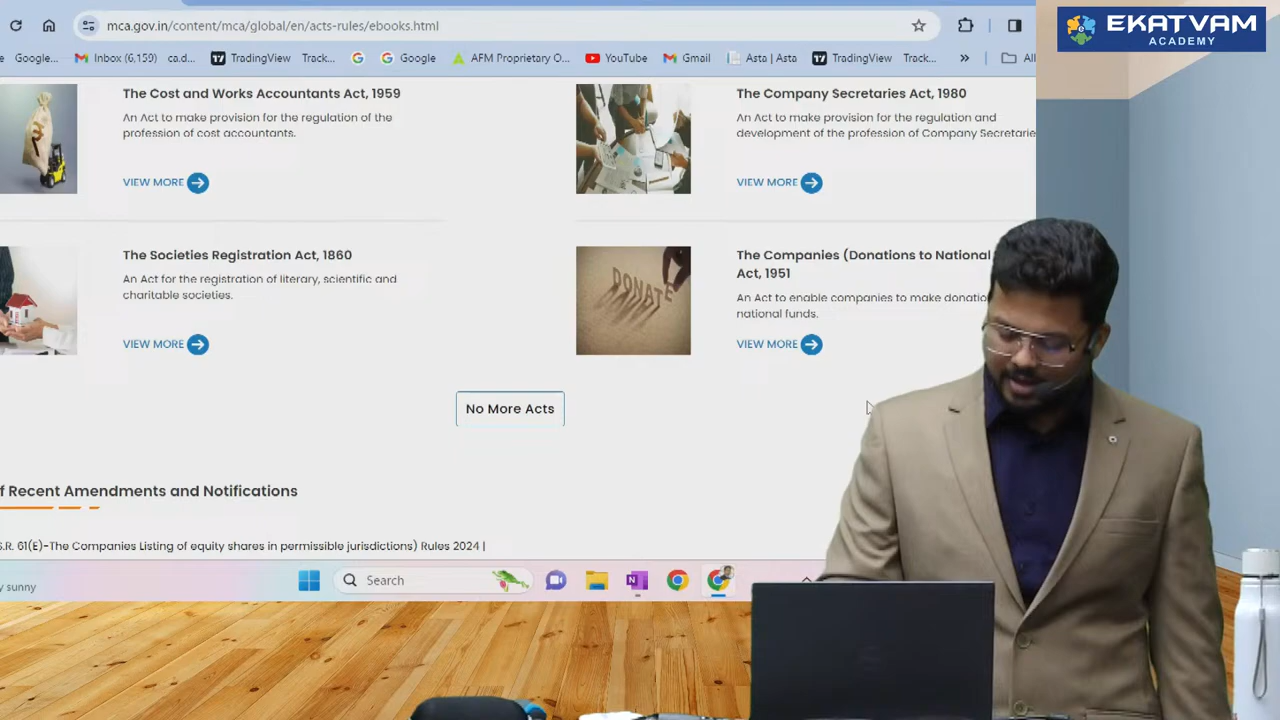 mca.gov.in/content/mca/global/en/acts-rules/ebooks.html
EKATVAM
ACADEMY
Google...
Inbox (6,159) ca.d...
TradingView Track...
Google
AFM Proprietary O...
YouTube
Gmail
Asta | Asta
TradingView Track...
»
All
The Cost and Works Accountants Act, 1959
An Act to make provision for the regulation of the
profession of cost accountants.
VIEW MORE
The Company Secretaries Act, 1980
An Act to make provision for the regulation and
development of the profession of Company Secretarie
VIEW MORE
The Societies Registration Act, 1860
An Act for the registration of literary, scientific and
charitable societies.
VIEW MORE
DONATE
The Companies (Donations to National
Act, 1951
An Act to enable companies to make donatio
national funds.
VIEW MORE
No More Acts
f Recent Amendments and Notifications
S.R. 61(E)-The Companies Listing of equity shares in permissible jurisdictions) Rules 2024 |
y sunny
Search